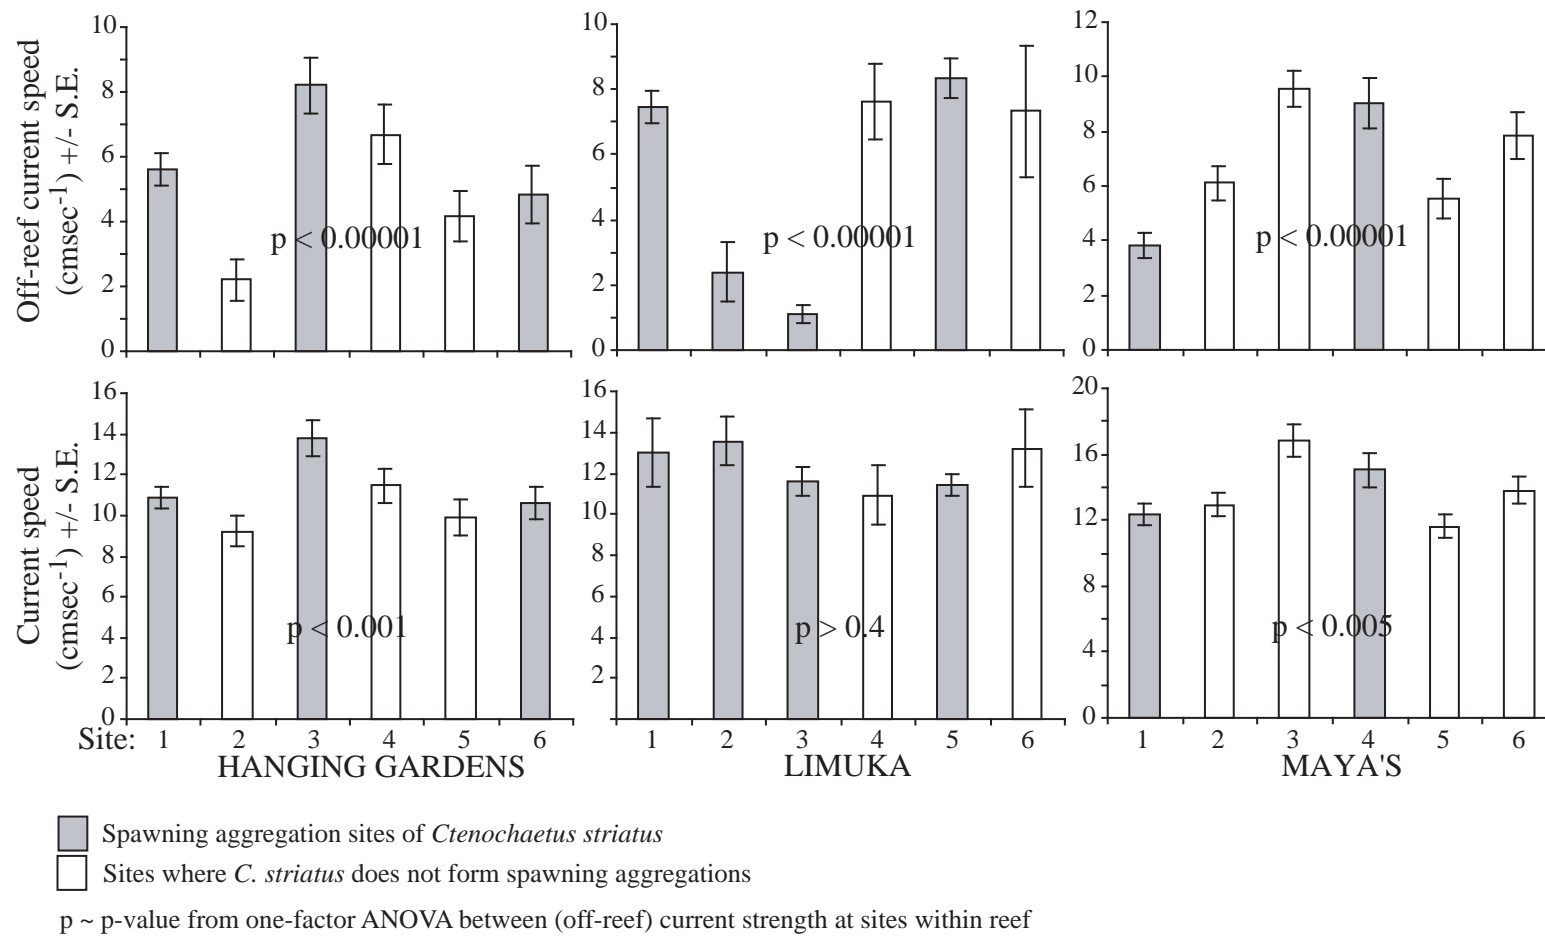 Off-reef current speed
(cmsec-1) +/- S.E.
10
8
6
4
2
0
p < 0.00001
10
8
6
4
2
0
p < 0.00001
12
10
8
6
4
2
0
p < 0.00001
Current speed
(cmsec-1) +/- S.E.
16
14
12
10
8
6
4
2
0
p < 0.001
16
14
12
10
8
6
4
2
p > 0.4
20
16
12
8
4
0
p < 0.005
Site: 1 2 3 4 5 6
1 2 3 4 5 6
1 2 3 4 5 6
HANGING GARDENS
LIMUKA
MAYA'S
Spawning aggregation sites of Ctenochaetus striatus
Sites where C. striatus does not form spawning aggregations
p ~ p-value from one-factor ANOVA between (off-reef) current strength at sites within reef